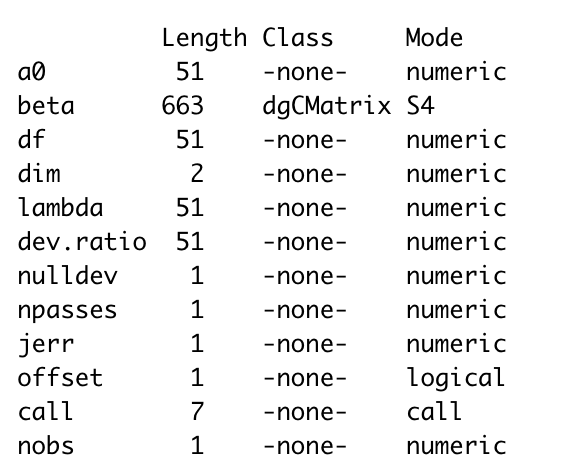 Length Class     Mode
a0         51    -none-    numeric
beta      663    dgCMatrix S4
df         51    -none-    numeric
dim         2    -none-    numeric
lambda     51    -none-    numeric
dev.ratio  51    -none-    numeric
nulldev     1    -none-    numeric
npasses     1    -none-    numeric
jerr        1    -none-    numeric
offset      1    -none-    logical
call        7    -none-    call
nobs        1    -none-    numeric